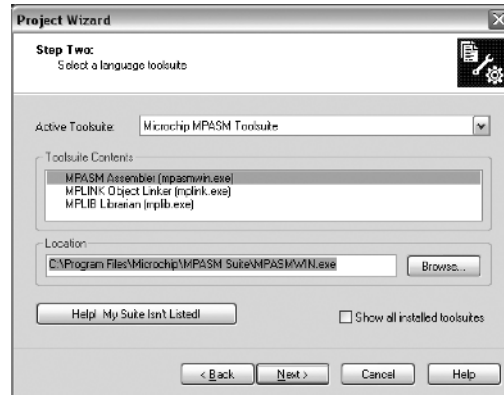 Project Wizard
Step Two:
Select a language toolsuite
Active Toolsuite: Microchip MPASM Toolsuite
Toolsuite Contents
MPASM Assembler (mpasmwin.exe)
MPLINK Object Linker (mplink.exe)
MPLIB Librarian (mplib.exe)
Location
C:\Program Files\Microchip\MPASM Suite\MPASMWIN.exe Browse...
Help! My Suite Isn't Listed! Show all installed toolsuites
< Back Next > Cancel Help